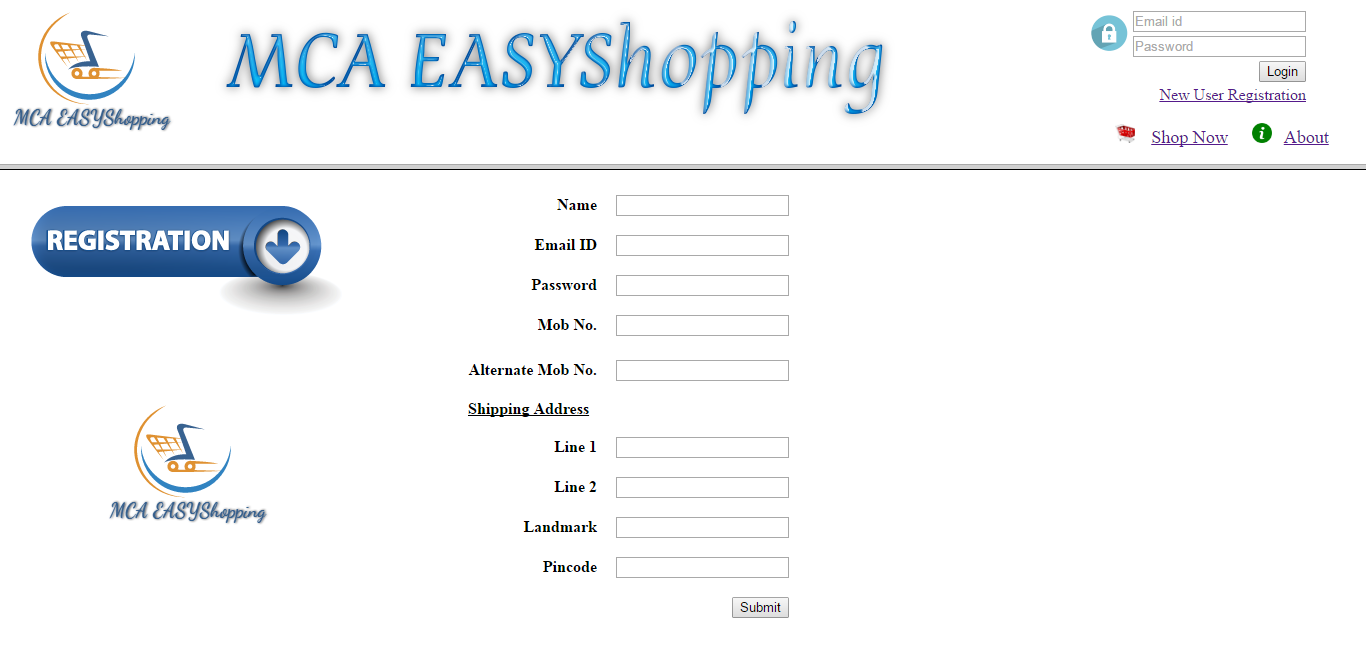 MCA EASYShopping
MCA EASYShopping
Email id
Password
Login
New User Registration
Shop Now
i About
REGISTRATION
Name
Email ID
Password
Mob No.
Alternate Mob No.
Shipping Address
Line 1
Line 2
Landmark
Pincode
Submit
MCA EASYShopping